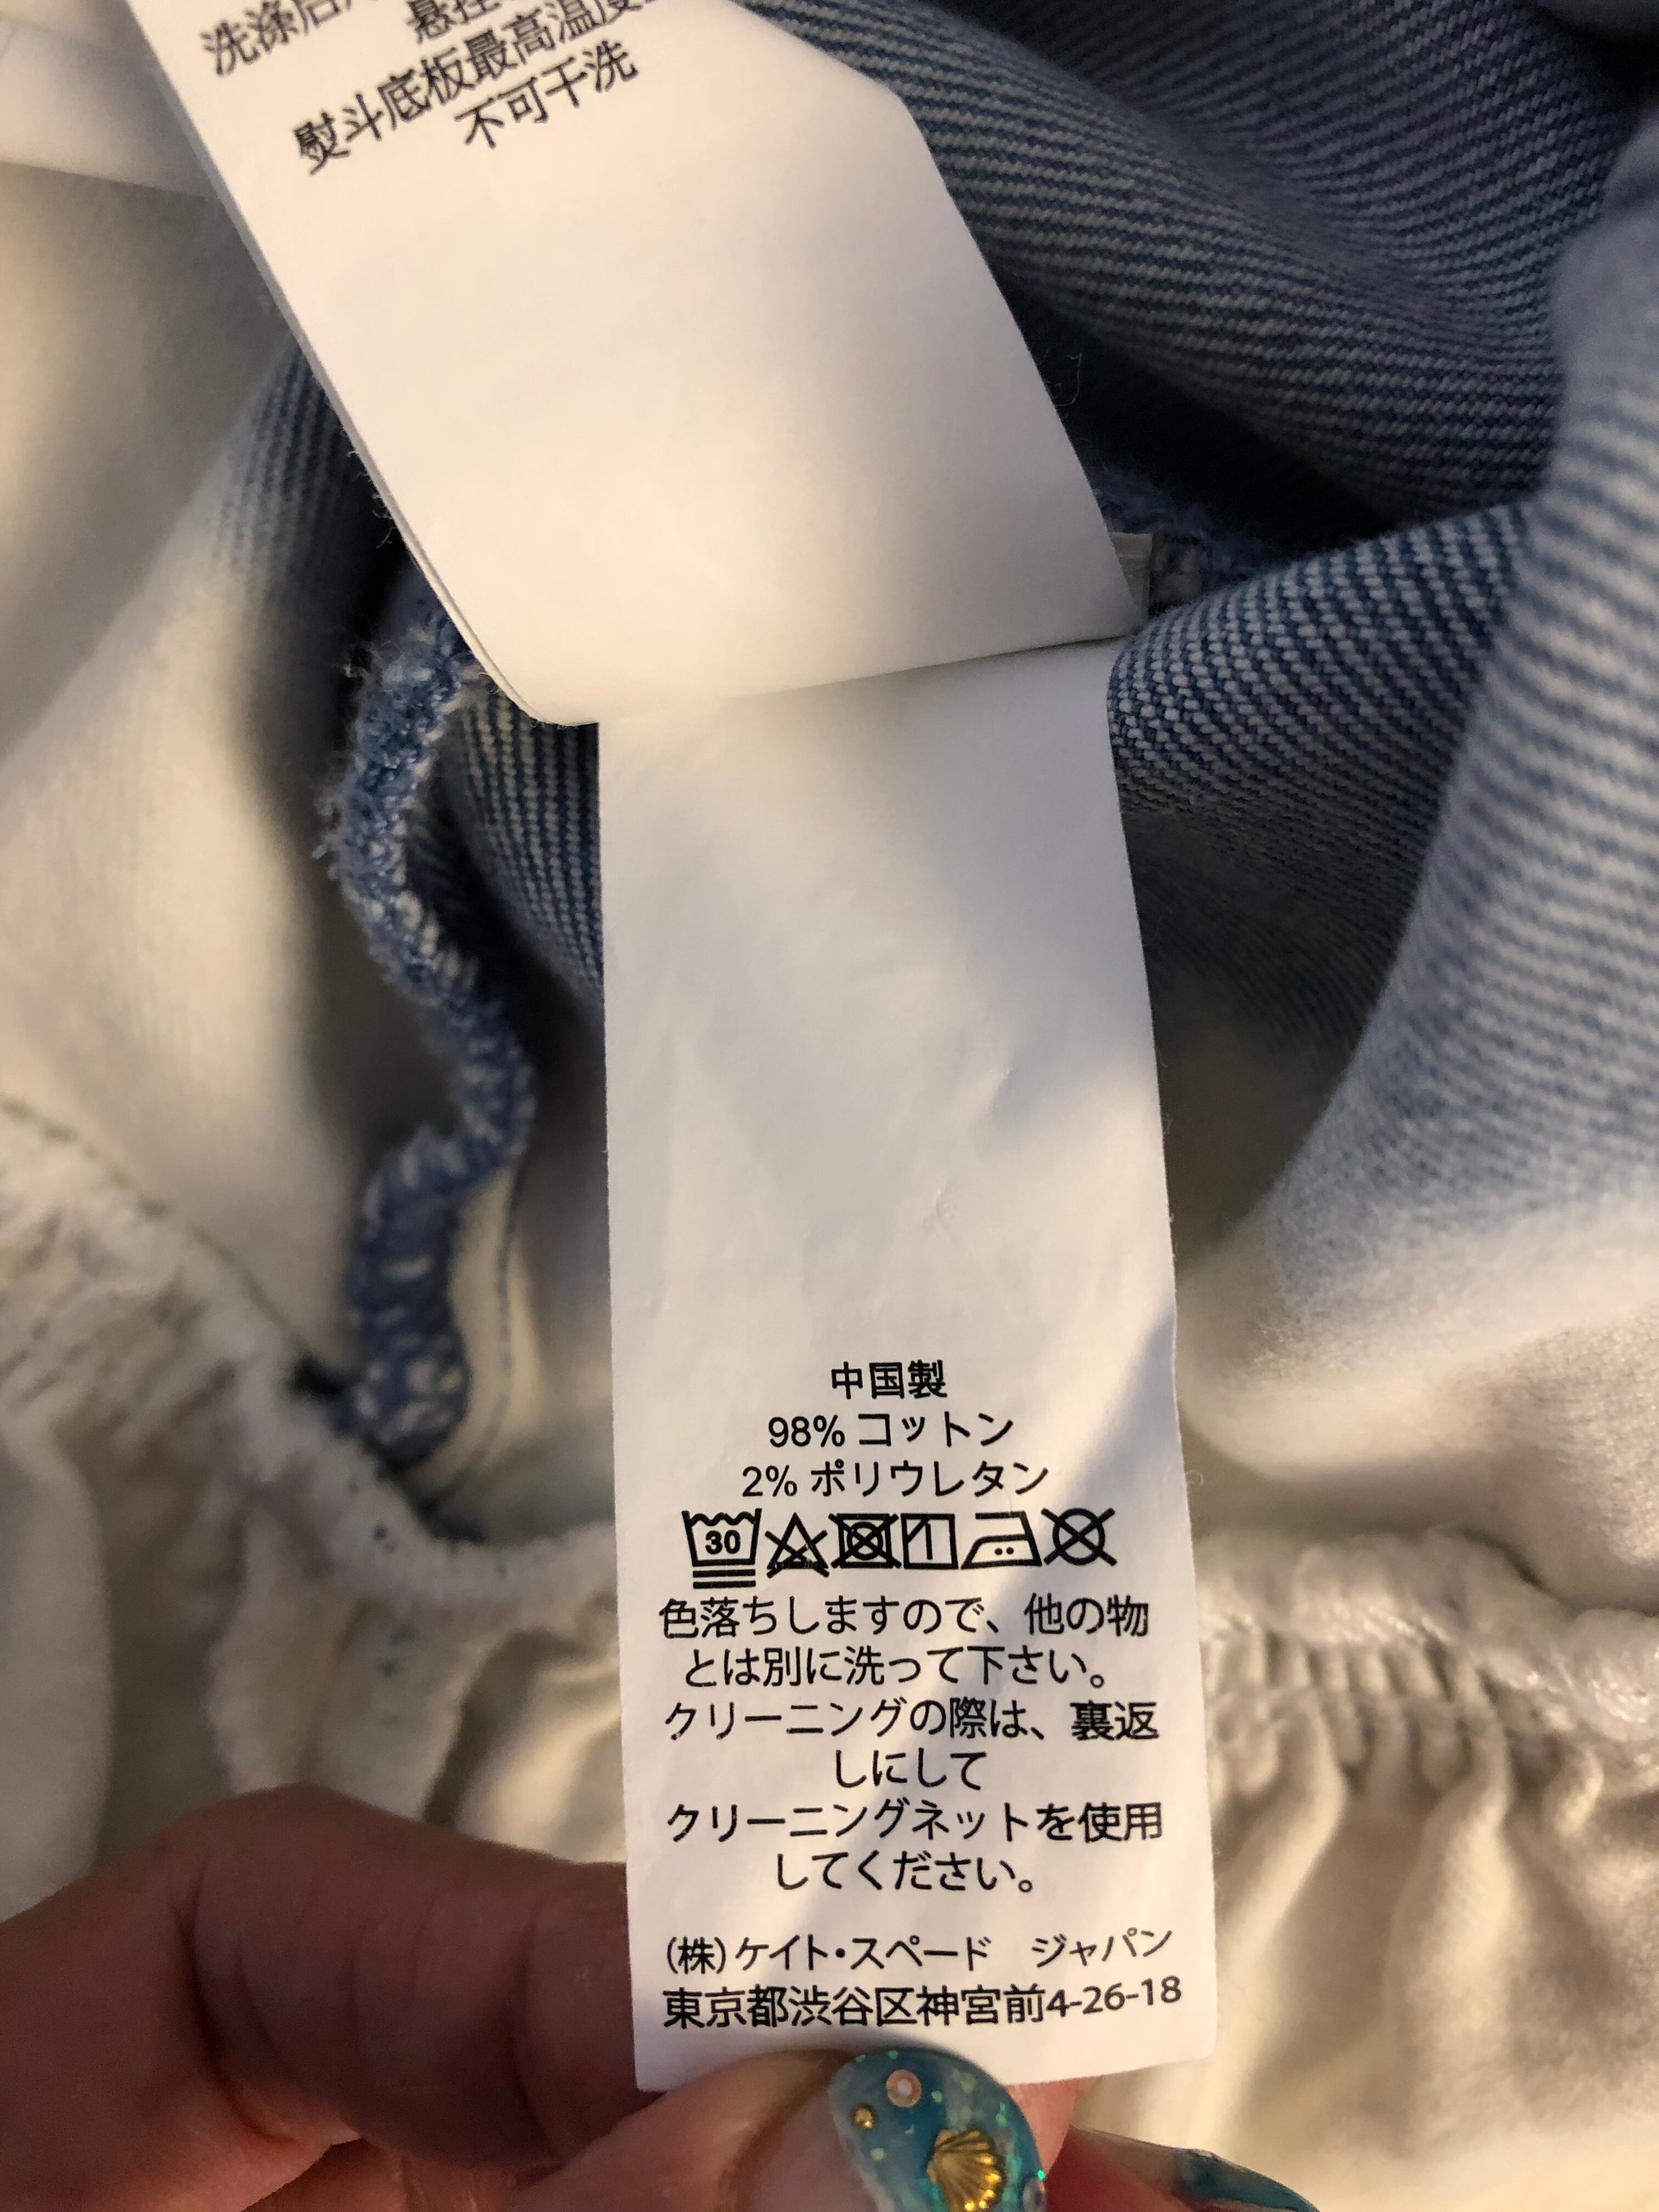 洗涤后
悬挂
熨斗底板最高温度
不可干洗
中国製
98% コットン
2% ポリウレタン
30
色落ちしますので、他の物
とは別に洗って下さい。
クリーニングの際は、裏返
しにして
クリーニングネットを使用
してください。
(株)ケイト・スペード　ジャパン
東京都渋谷区神宮前4-26-18